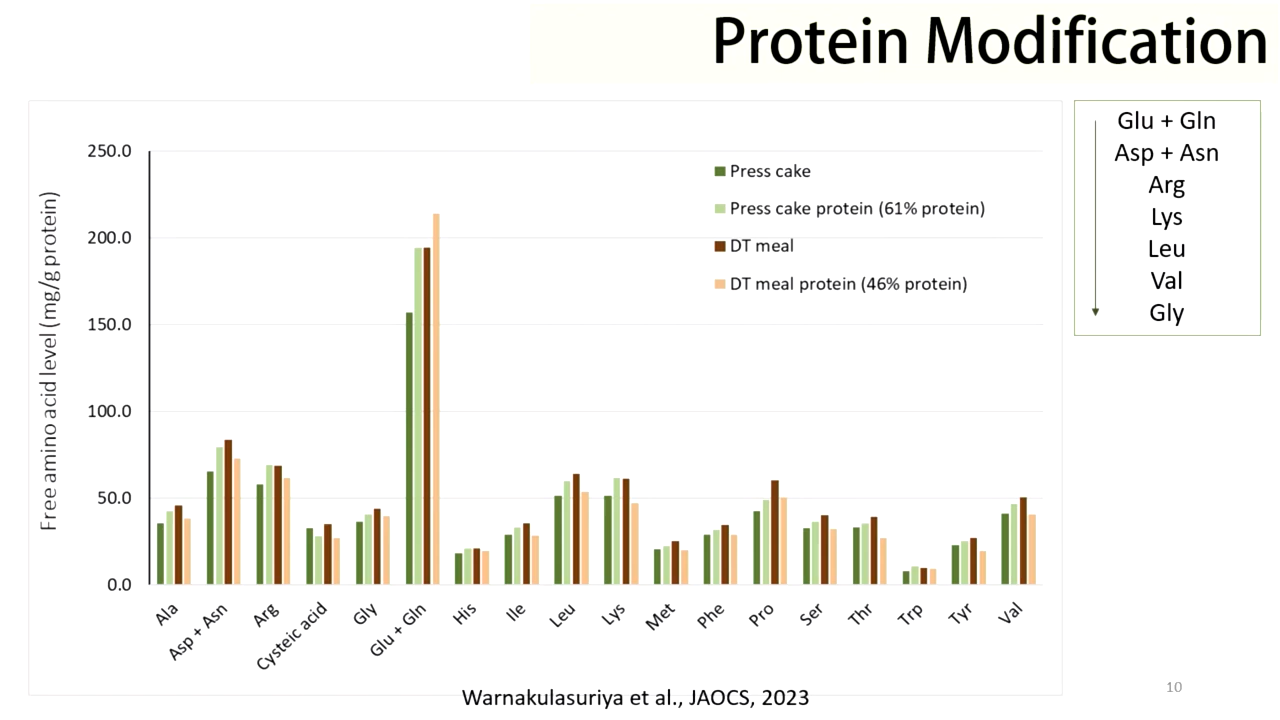 Protein Modification
Free amino acid level (mg/g protein)
250.0
200.0
150.0
100.0
50.0
0.0
Press cake
Press cake protein (61% protein)
DT meal
DT meal protein (46% protein)
Ala
Asp + Asn
Arg
Cysteic acid
Gly
Glu + Gln
His
Ile
Leu
Lys
Met
Phe
Pro
Ser
Thr
Trp
Tyr
Val
Glu + Gln
Asp + Asn
Arg
Lys
Leu
Val
Gly
Warnakulasuriya et al., JAOCS, 2023
10